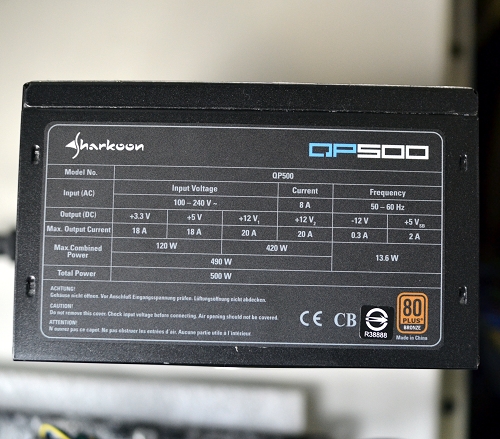 Sharkoon QP500
Model No. QP500
Input (AC) Input Voltage Current Frequency
100 – 240 V ~ 8 A 50 – 60 Hz
Output (DC) +3.3 V +5 V +12 V1 +12 V2 -12 V +5 VSB
Max. Output Current 18 A 18 A 20 A 20 A 0.3 A 2 A
Max.Combined Power 120 W 420 W 13.6 W
490 W
Total Power 500 W
ACHTUNG!
Gehäuse nicht öffnen. Vor Anschluß Eingangsspannung prüfen. Lüftungsöffnung nicht abdecken.
CAUTION!
Do not remove this cover. Check input voltage before connecting. Air opening should not be covered.
ATTENTION!
N'ouvrez pas ce capot. Ne pas obstruer les entrées d'air. Aucune partie utile à l'intérieur
CE CB R38888
80 PLUS BRONZE
Made in China